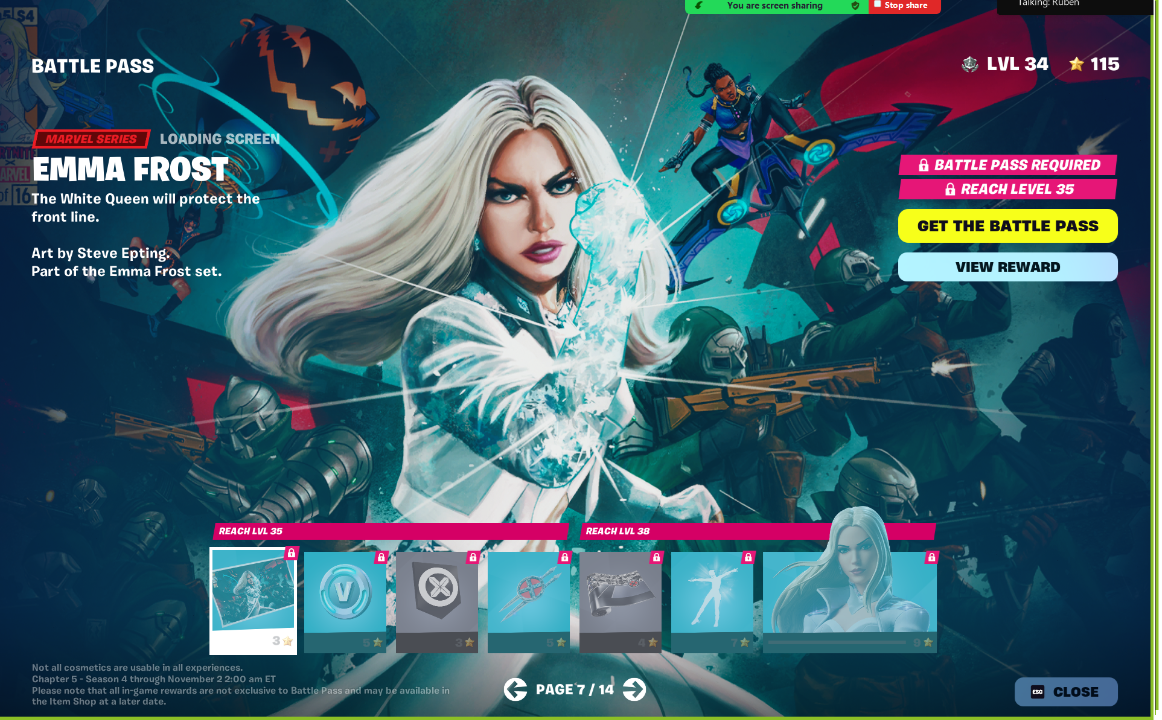 You are screen sharing
Stop share
Talking: Ruben
S4
BATTLE PASS
LVL 34
115
MARVEL SERIES
LOADING SCREEN
EMMA FROST
of 16
The White Queen will protect the
front line.
Art by Steve Epting.
Part of the Emma Frost set.
BATTLE PASS REQUIRED
REACH LEVEL 35
GET THE BATTLE PASS
VIEW REWARD
REACH LVL 35
REACH LVL 38
V
3
5
3
5
4
7
9
Not all cosmetics are usable in all experiences.
Chapter 5 - Season 4 through November 2 2:00 am ET
Please note that all in-game rewards are not exclusive to Battle Pass and may be available in
the Item Shop at a later date.
PAGE 7 / 14
ESC
CLOSE